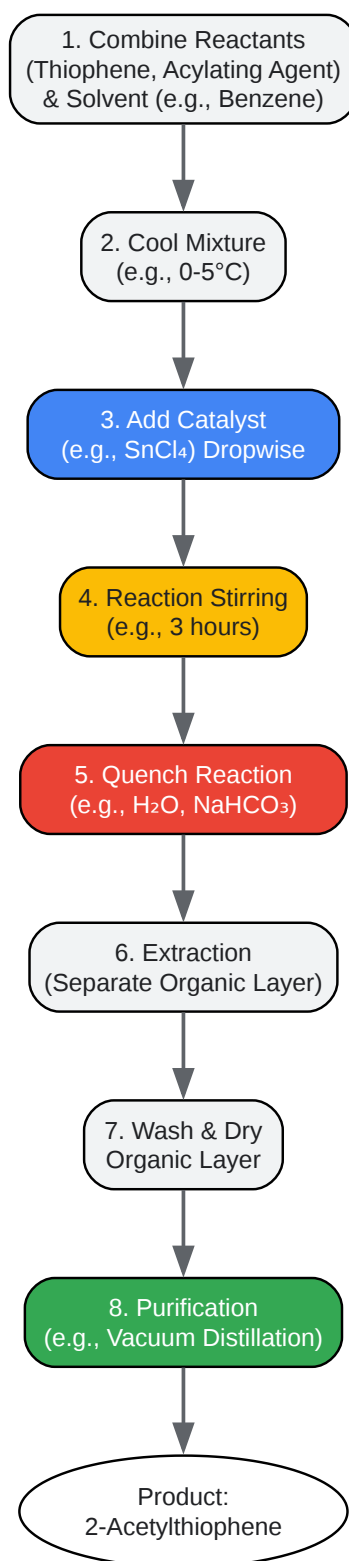 1. Combine Reactants
(Thiophene, Acylating Agent)
& Solvent (e.g., Benzene)
2. Cool Mixture
(e.g., 0-5°C)
3. Add Catalyst
(e.g., SnCl₄) Dropwise
4. Reaction Stirring
(e.g., 3 hours)
5. Quench Reaction
(e.g., H₂O, NaHCO₃)
6. Extraction
(Separate Organic Layer)
7. Wash & Dry
Organic Layer
8. Purification
(e.g., Vacuum Distillation)
Product:
2-Acetylthiophene